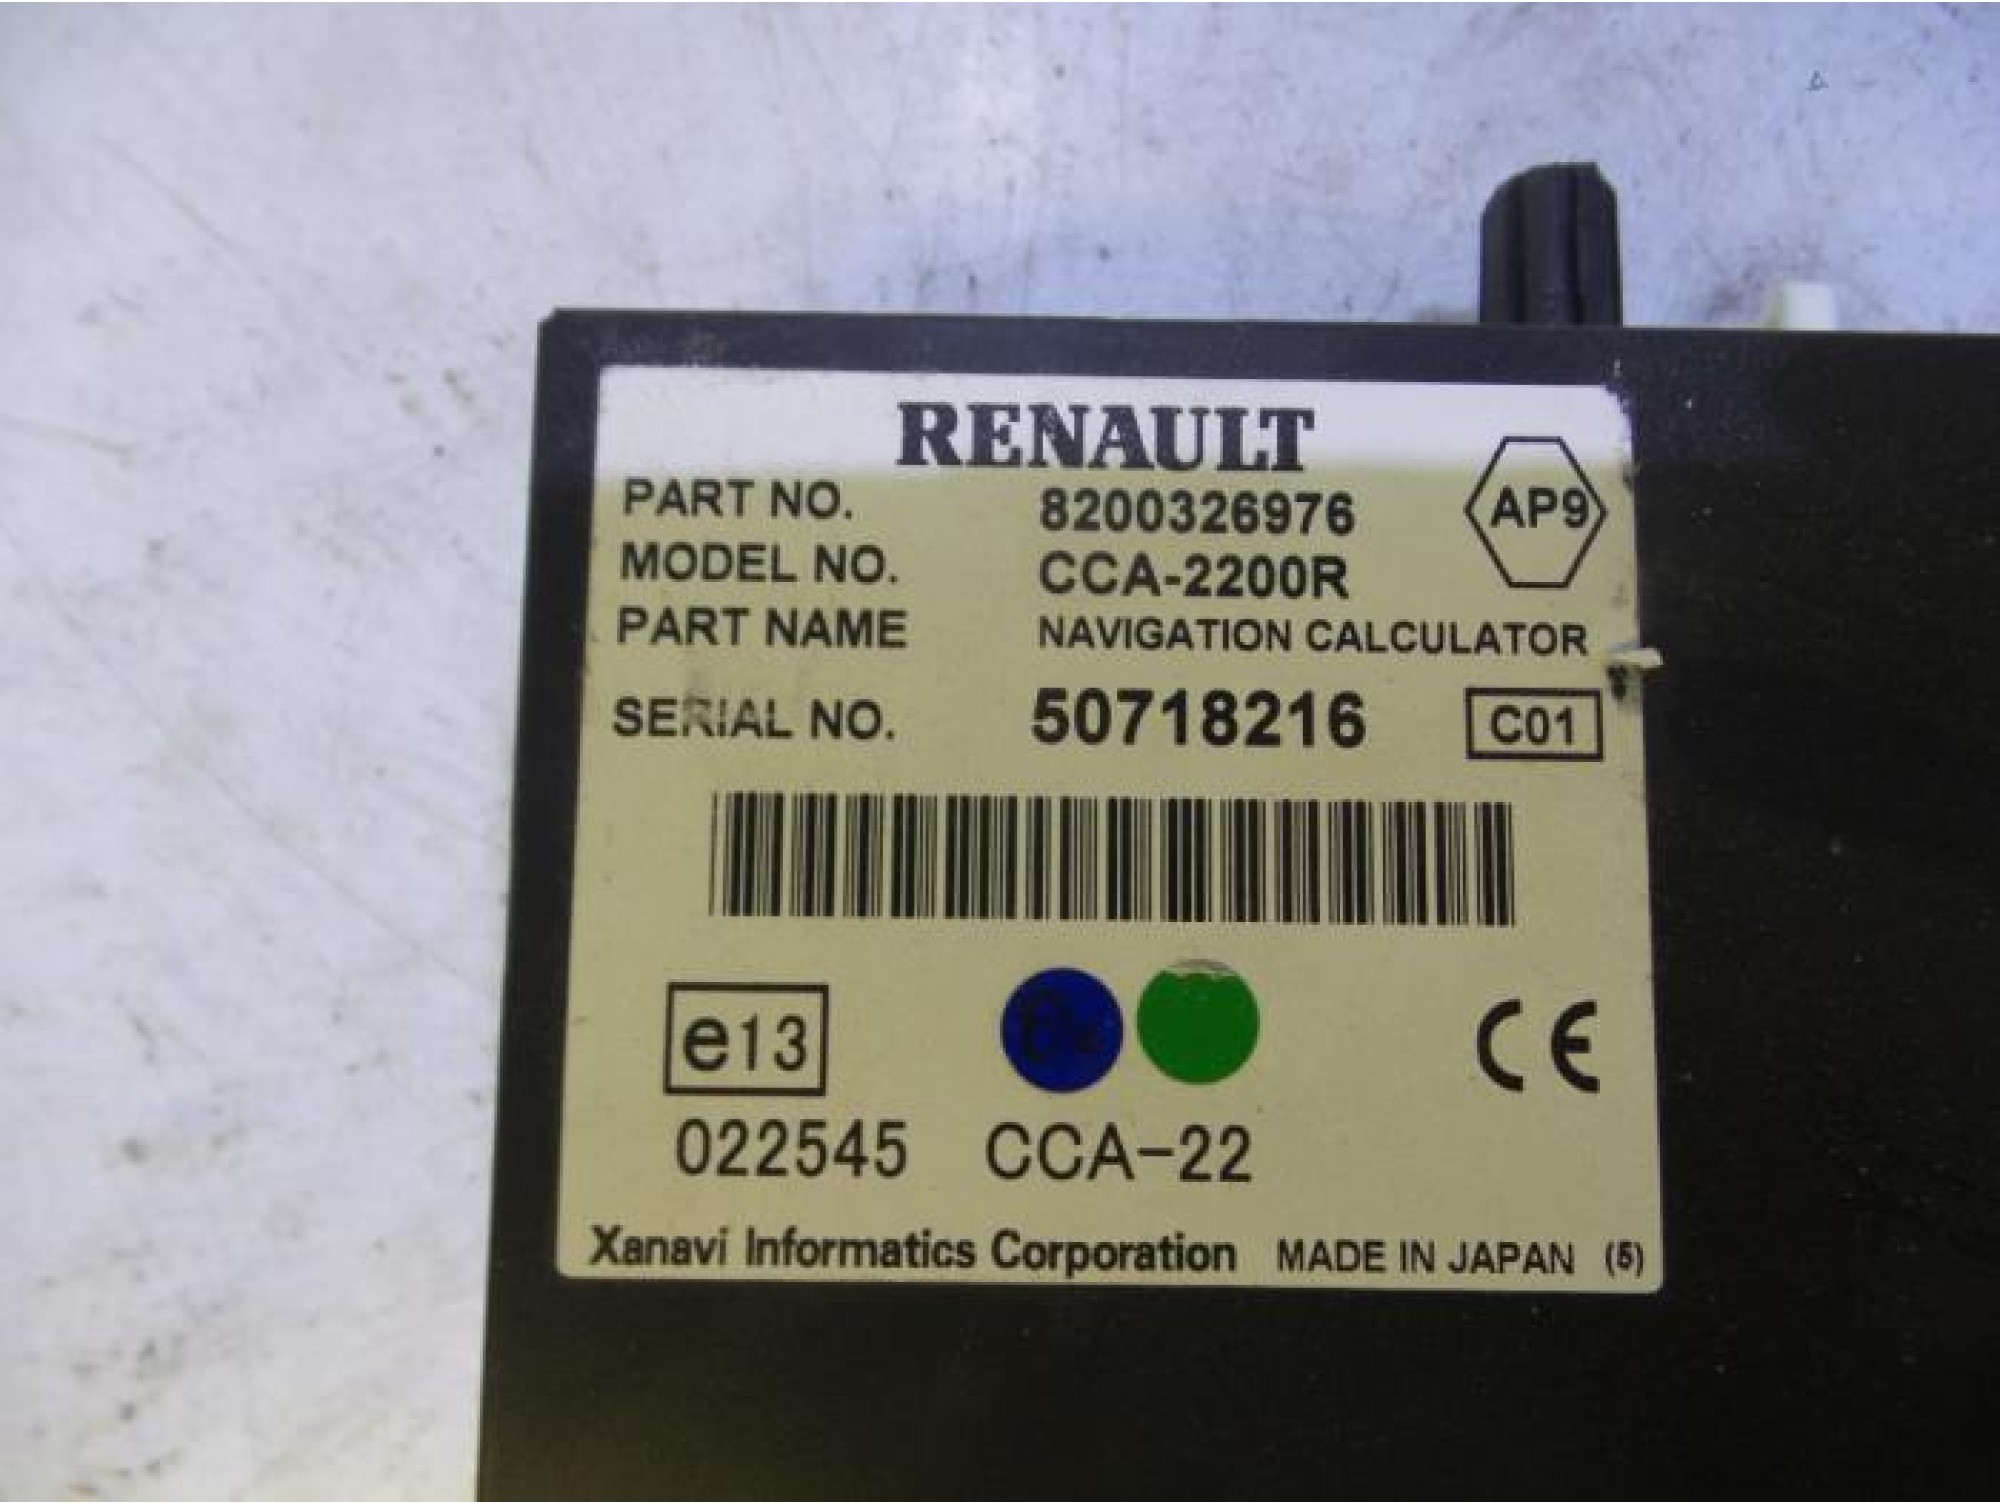 RENAULT
PART NO. 8200326976 AP9
MODEL NO. CCA-2200R
PART NAME NAVIGATION CALCULATOR
SERIAL NO. 50718216 C01
e13 CE
022545 CCA-22
Xanavi Informatics Corporation MADE IN JAPAN (5)